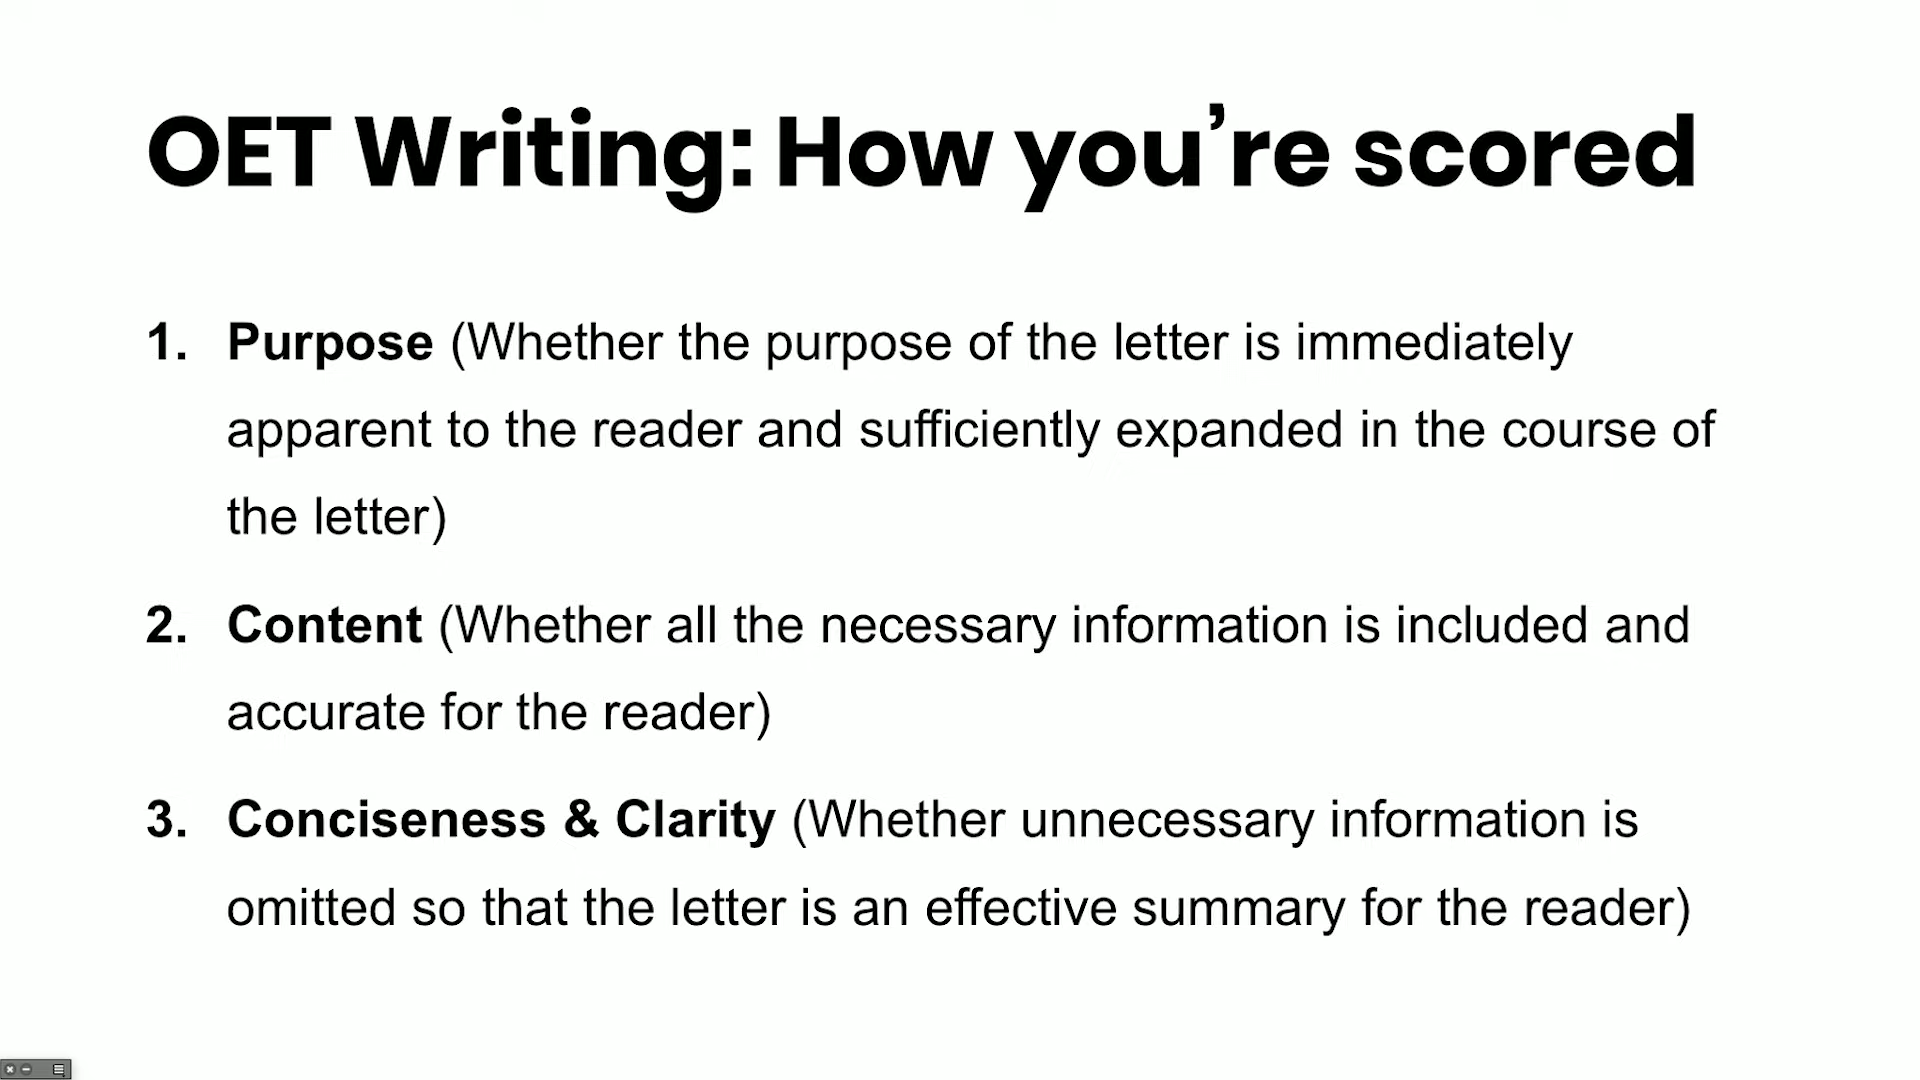 OET Writing: How you’re scored
1. Purpose (Whether the purpose of the letter is immediately
apparent to the reader and sufficiently expanded in the course of
the letter)
2. Content (Whether all the necessary information is included and
accurate for the reader)
3. Conciseness & Clarity (Whether unnecessary information is
omitted so that the letter is an effective summary for the reader)